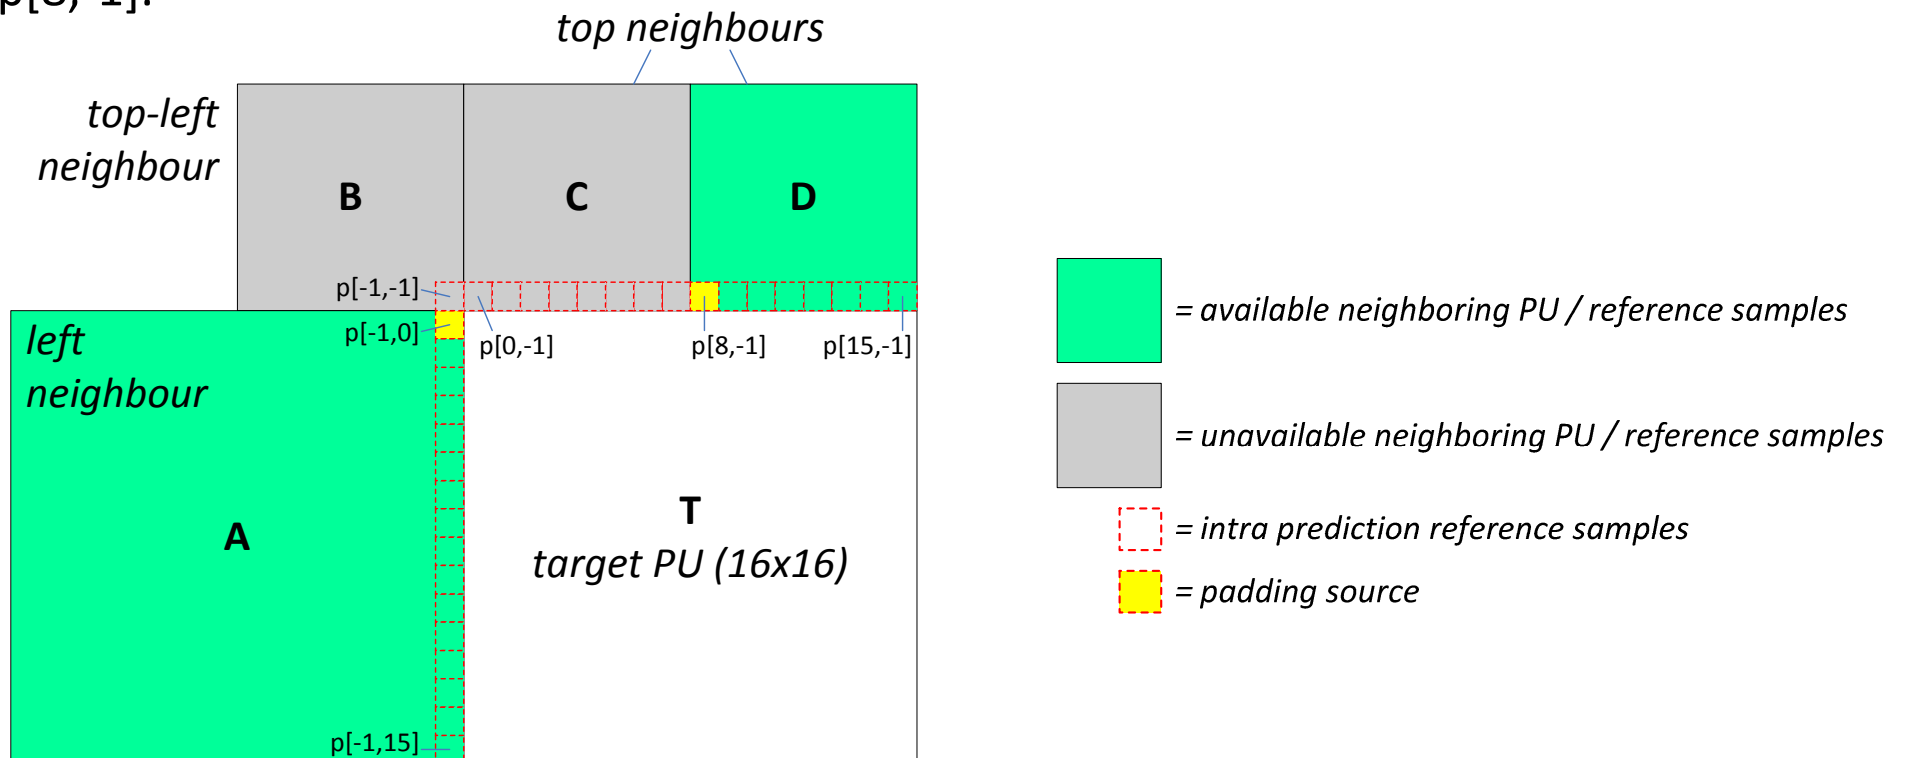 p[8,-1].
top neighbours
top-left
neighbour
B
C
D
p[-1,-1]
p[-1,0]
p[0,-1]
p[8,-1]
p[15,-1]
left
neighbour
A
T
target PU (16x16)
p[-1,15]
= available neighboring PU / reference samples
= unavailable neighboring PU / reference samples
= intra prediction reference samples
= padding source